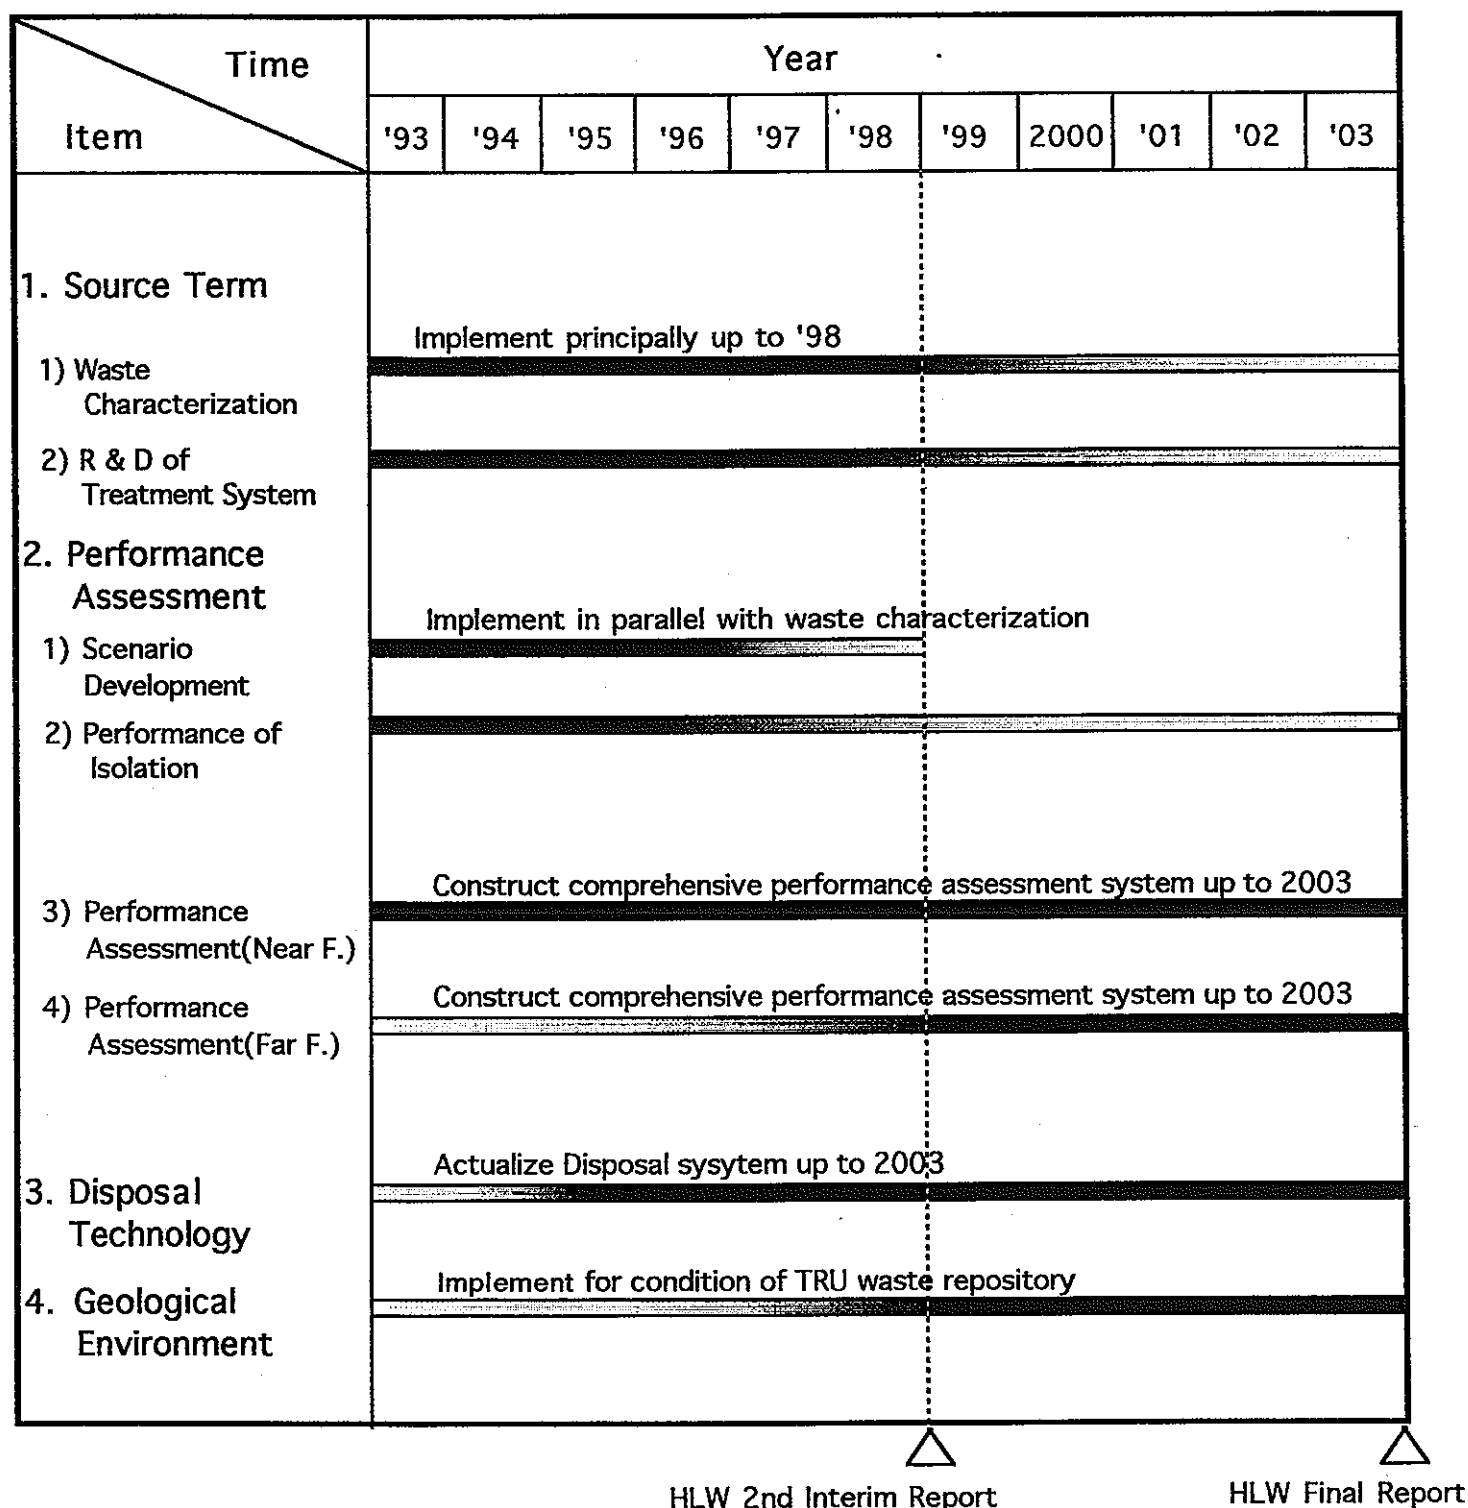 Time
Year
Item
'93 '94 '95 '96 '97 '98 '99 2000 '01 '02 '03
1. Source Term
Implement principally up to '98
1) Waste
Characterization
2) R & D of
Treatment System
2. Performance
Assessment
Implement in parallel with waste characterization
1) Scenario
Development
2) Performance of
Isolation
Construct comprehensive performance assessment system up to 2003
3) Performance
Assessment(Near F.)
Construct comprehensive performance assessment system up to 2003
4) Performance
Assessment(Far F.)
Actualize Disposal sysytem up to 2003
3. Disposal
Technology
Implement for condition of TRU waste repository
4. Geological
Environment
HLW 2nd Interim Report
HLW Final Report